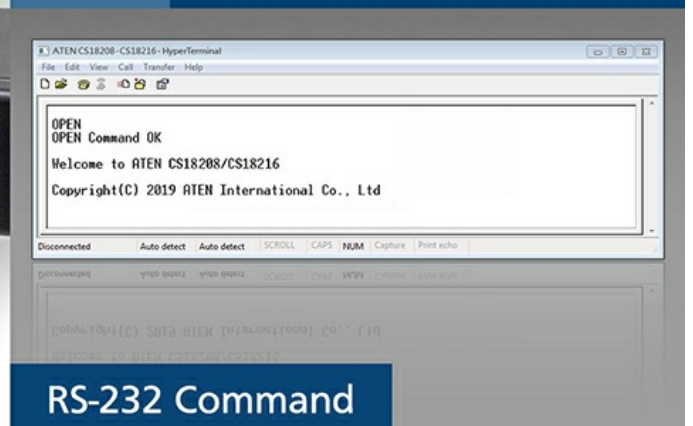 ATEN CS18208-CS18216 - HyperTerminal
File Edit View Call Transfer Help
OPEN
OPEN Command OK
Welcome to ATEN CS18208/CS18216
Copyright(C) 2019 ATEN International Co., Ltd
Disconnected Auto detect Auto detect SCROLL CAPS NUM Capture Print echo
RS-232 Command